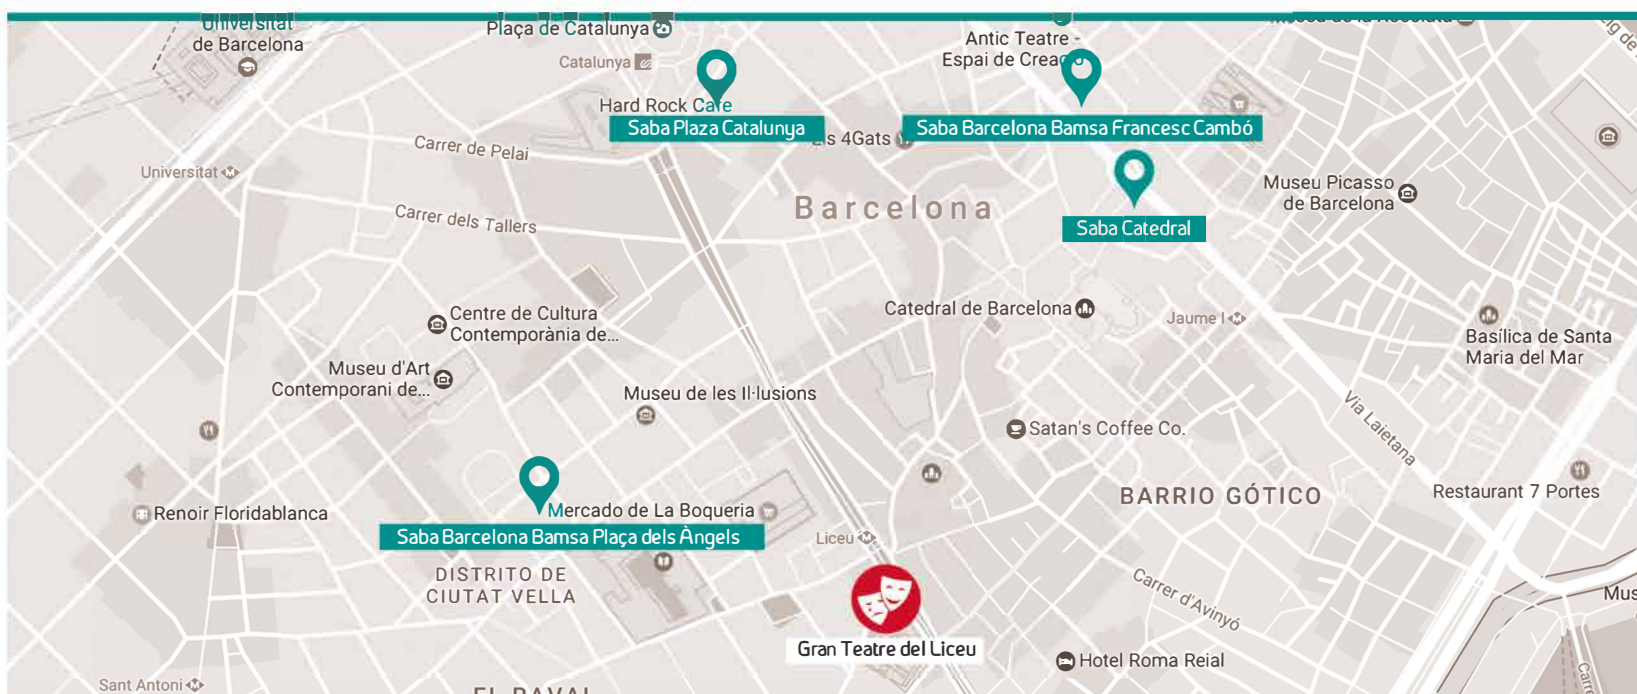 Universitat
de Barcelona
Plaça de Catalunya
Catalunya
Antic Teatre -
Espai de Creació
Hard Rock Cafe
Saba Plaza Catalunya
Els 4Gats
Saba Barcelona Bamsa Francesc Cambó
Carrer de Pelai
Universitat
Museu Picasso
de Barcelona
Barcelona
Carrer dels Tallers
Saba Catedral
Centre de Cultura
Contemporània de...
Catedral de Barcelona
Jaume I
Basílica de Santa
Maria del Mar
Museu d'Art
Contemporani de...
Museu de les Il·lusions
Via Laietana
Satan's Coffee Co.
BARRIO GÓTICO
Restaurant 7 Portes
Renoir Floridablanca
Mercado de La Boqueria
Saba Barcelona Bamsa Plaça dels Àngels
Liceu
DISTRITO DE
CIUTAT VELLA
Carrer d'Avinyó
Mus
Gran Teatre del Liceu
Hotel Roma Reial
Sant Antoni
EL RAVAL